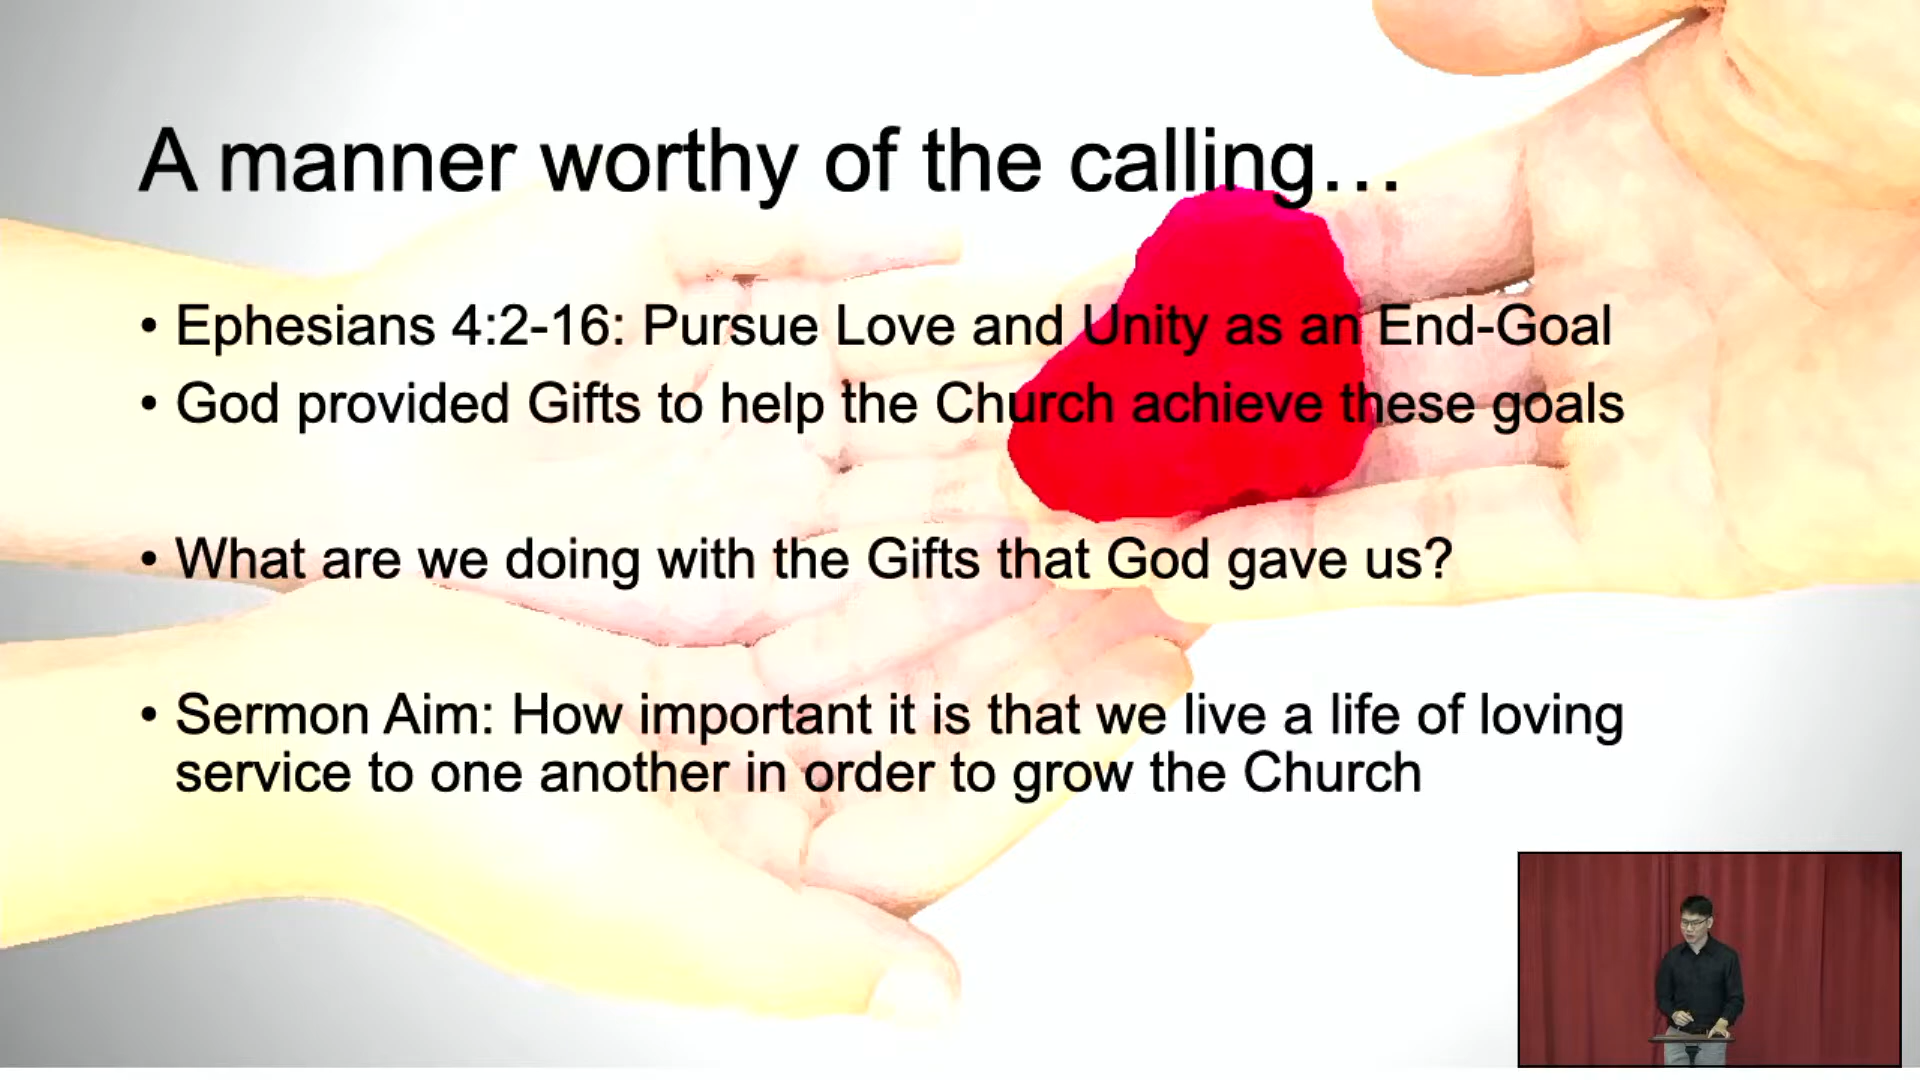 A manner worthy of the calling…
• Ephesians 4:2-16: Pursue Love and Unity as an End-Goal
• God provided Gifts to help the Church achieve these goals
• What are we doing with the Gifts that God gave us?
• Sermon Aim: How important it is that we live a life of loving
service to one another in order to grow the Church